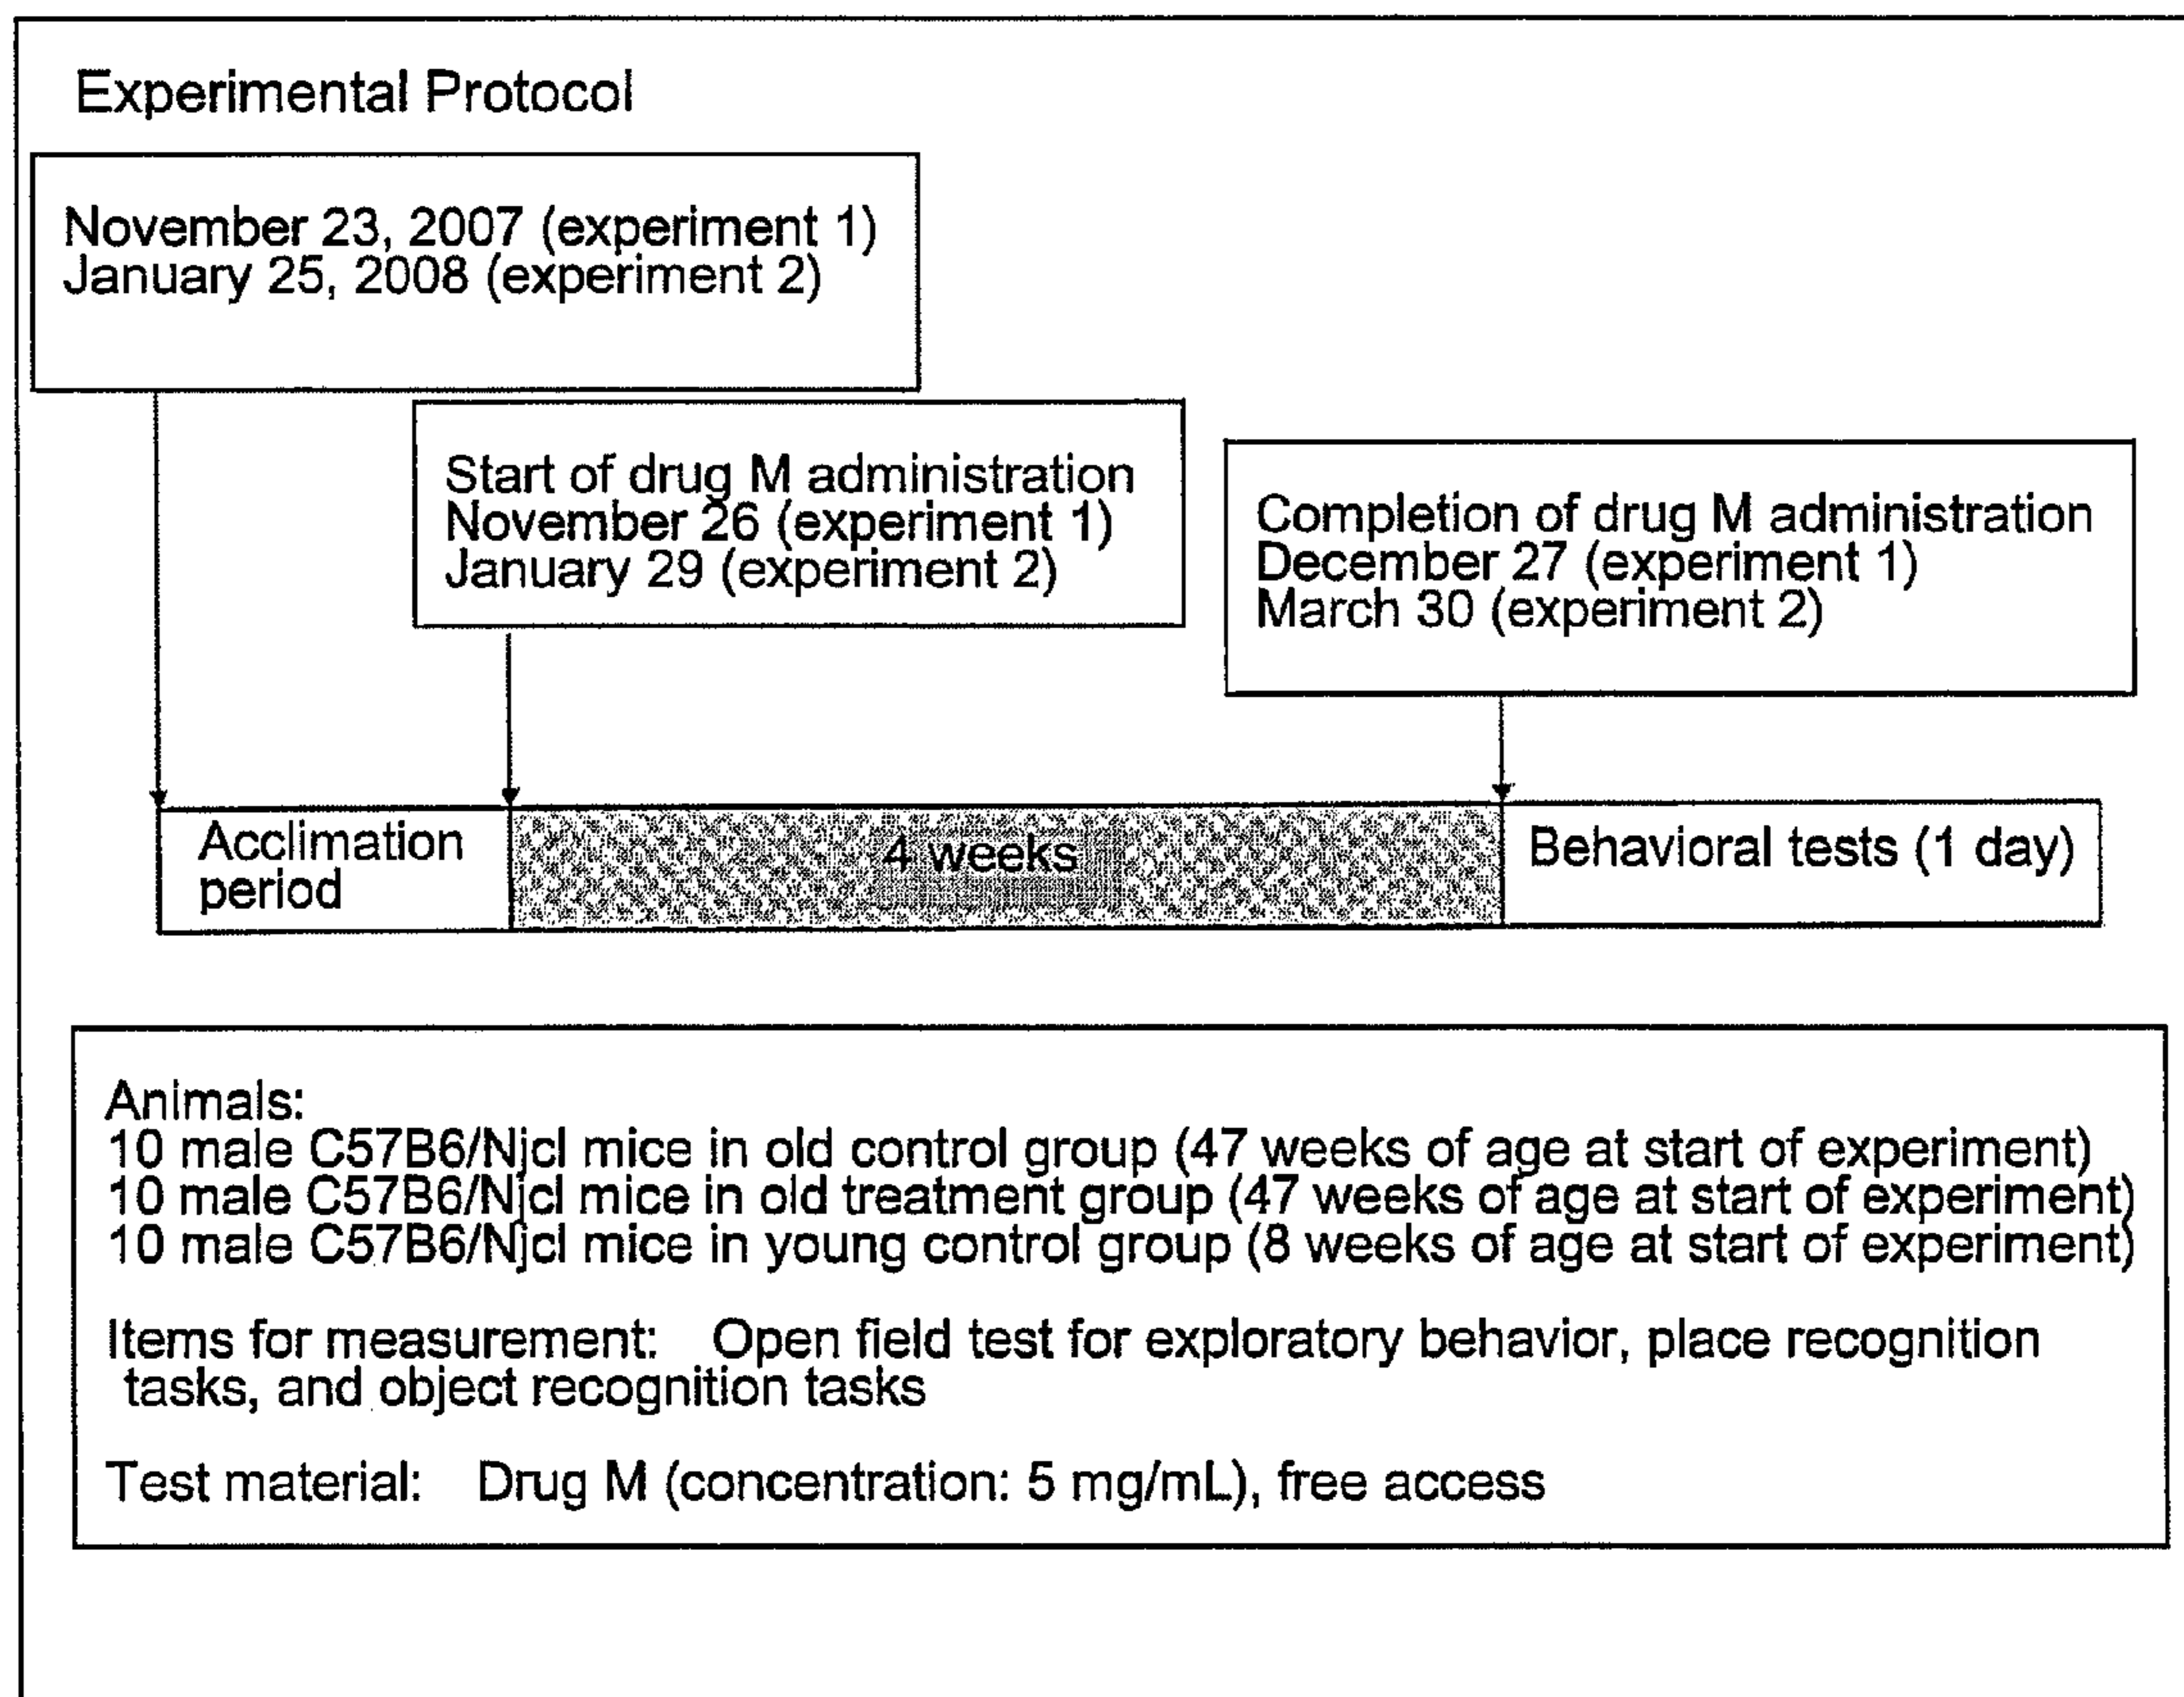 Experimental Protocol
November 23, 2007 (experiment 1)
January 25, 2008 (experiment 2)
Start of drug M administration
November 26 (experiment 1)
January 29 (experiment 2)
Completion of drug M administration
December 27 (experiment 1)
March 30 (experiment 2)
Acclimation
period
4 weeks
Behavioral tests (1 day)
Animals:
10 male C57B6/Njcl mice in old control group (47 weeks of age at start of experiment)
10 male C57B6/Njcl mice in old treatment group (47 weeks of age at start of experiment)
10 male C57B6/Njcl mice in young control group (8 weeks of age at start of experiment)
Items for measurement: Open field test for exploratory behavior, place recognition
tasks, and object recognition tasks
Test material: Drug M (concentration: 5 mg/mL), free access